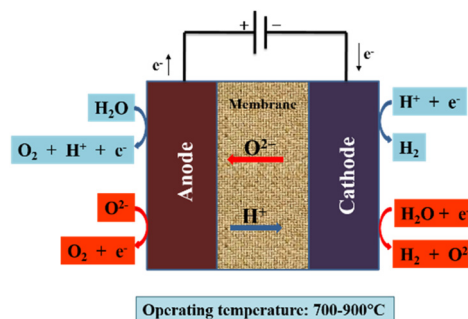 + −
e⁻
e⁻
H₂O
O₂ + H⁺ + e⁻
O²⁻
O₂ + e⁻
Anode
Membrane
O²⁻
H⁺
Cathode
H⁺ + e⁻
H₂
H₂O + e
H₂ + O²
Operating temperature: 700-900°C